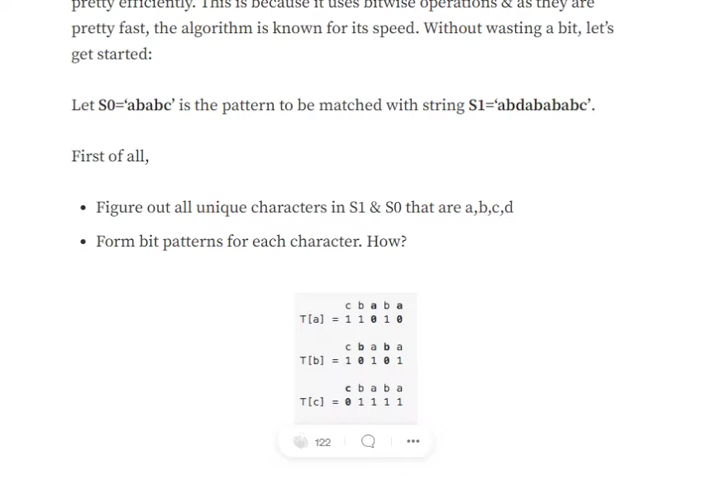 pretty efficiently. This is because it uses bitwise operations & as they are
pretty fast, the algorithm is known for its speed. Without wasting a bit, let’s
get started:
Let S0=‘ababc’ is the pattern to be matched with string S1=‘abdabababc’.
First of all,
• Figure out all unique characters in S1 & S0 that are a,b,c,d
• Form bit patterns for each character. How?
c b a b a
T[a] = 1 1 0 1 0
c b a b a
T[b] = 1 0 1 0 1
c b a b a
T[c] = 0 1 1 1 1
122